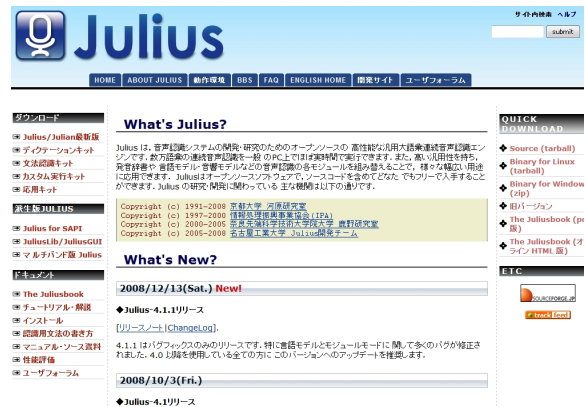 サイト内検索 ヘルプ
Julius
submit
HOME ABOUT JULIUS 動作環境 BBS FAQ ENGLISH HOME 開発サイト ユーザフォーラム
ダウンロード
Julius/Julian最新版
ディクテーションキット
文法認識キット
カスタム実行キット
応用キット
派生版JULIUS
Julius for SAPI
JuliusLib/JuliusGUI
マルチバンド版 Julius
ドキュメント
The Juliusbook
チュートリアル・解説
インストール
認識用文法の書き方
マニュアル・ソース資料
性能評価
ユーザフォーラム
What's Julius?
Julius は, 音声認識システムの開発・研究のためのオープンソースの 高性能な汎用大語彙連続音声認識エン
ジンです. 数万語彙の連続音声認識を一般 のPC上でほぼ実時間で実行できます. また, 高い汎用性を持ち,
発音辞書や 言語モデル・音響モデルなどの音声認識の各モジュールを組み替えることで, 様々な幅広い用途
に応用できます. Juliusはオープンソースソフトウェアで, ソースコードを含めてどなた でもフリーで入手すること
ができます. Julius の研究・開発に関わっている 主な機関は以下の通りです.
Copyright (c) 1991-2008 京都大学 河原研究室
Copyright (c) 1997-2000 情報処理振興事業協会(IPA)
Copyright (c) 2000-2005 奈良先端科学技術大学院大学 鹿野研究室
Copyright (c) 2005-2008 名古屋工業大学 Julius開発チーム
What's New?
2008/12/13(Sat.) New!
◆Julius-4.1.1リリース
[リリースノート|ChangeLog].
4.1.1 はバグフィックスのみのリリースです. 特に言語モデルとモジュールモードに 関して多くのバグが修正さ
れました. 4.0 以降を使用している全ての方に このバージョンへのアップデートを推奨します.
2008/10/3(Fri.)
◆Julius-4.1リリース
QUICK
DOWNLOAD
Source (tarball)
Binary for Linux
(tarball)
Binary for Window
(zip)
旧バージョン
The Juliusbook (pd
版)
The Juliusbook (オ
ライン HTML 版)
ETC
SOURCEFORGE.JP
track feed